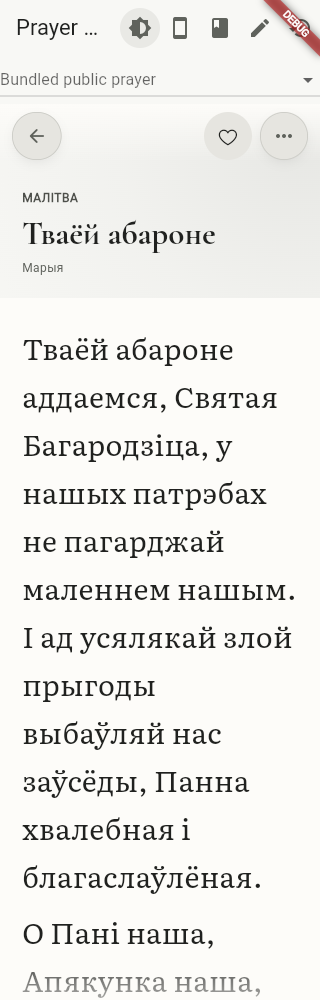 Prayer ...
DEBUG
Bundled public prayer
МАЛІТВА
Тваёй абароне
Марыя
Тваёй абароне
аддаемся, Святая
Багародзіца, у
нашых патрэбах
не пагарджай
маленнем нашым.
І ад усялякай злой
прыгоды
выбаўляй нас
заўсёды, Панна
хвалебная і
благаслаўлёная.
О Пані наша,
Апякунка наша,